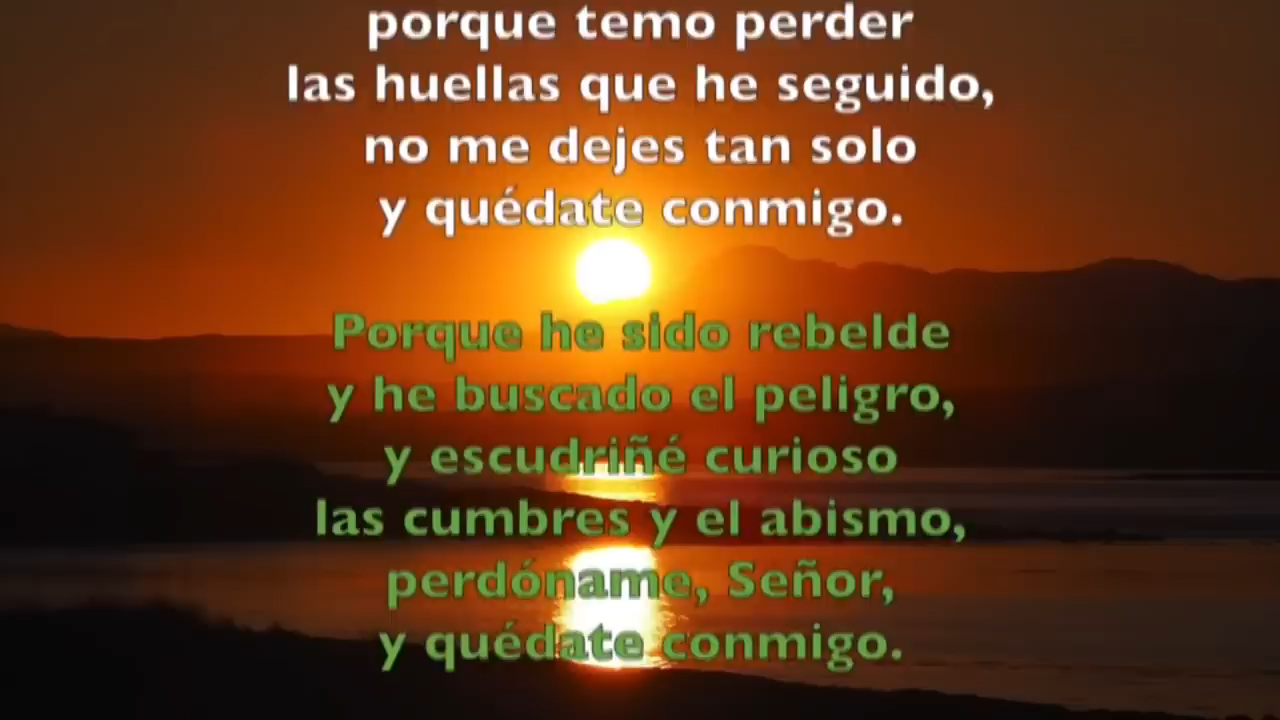 porque temo perder
las huellas que he seguido,
no me dejes tan solo
y quédate conmigo.
Porque he sido rebelde
y he buscado el peligro,
y escudriñé curioso
las cumbres y el abismo,
perdóname, Señor,
y quédate conmigo.